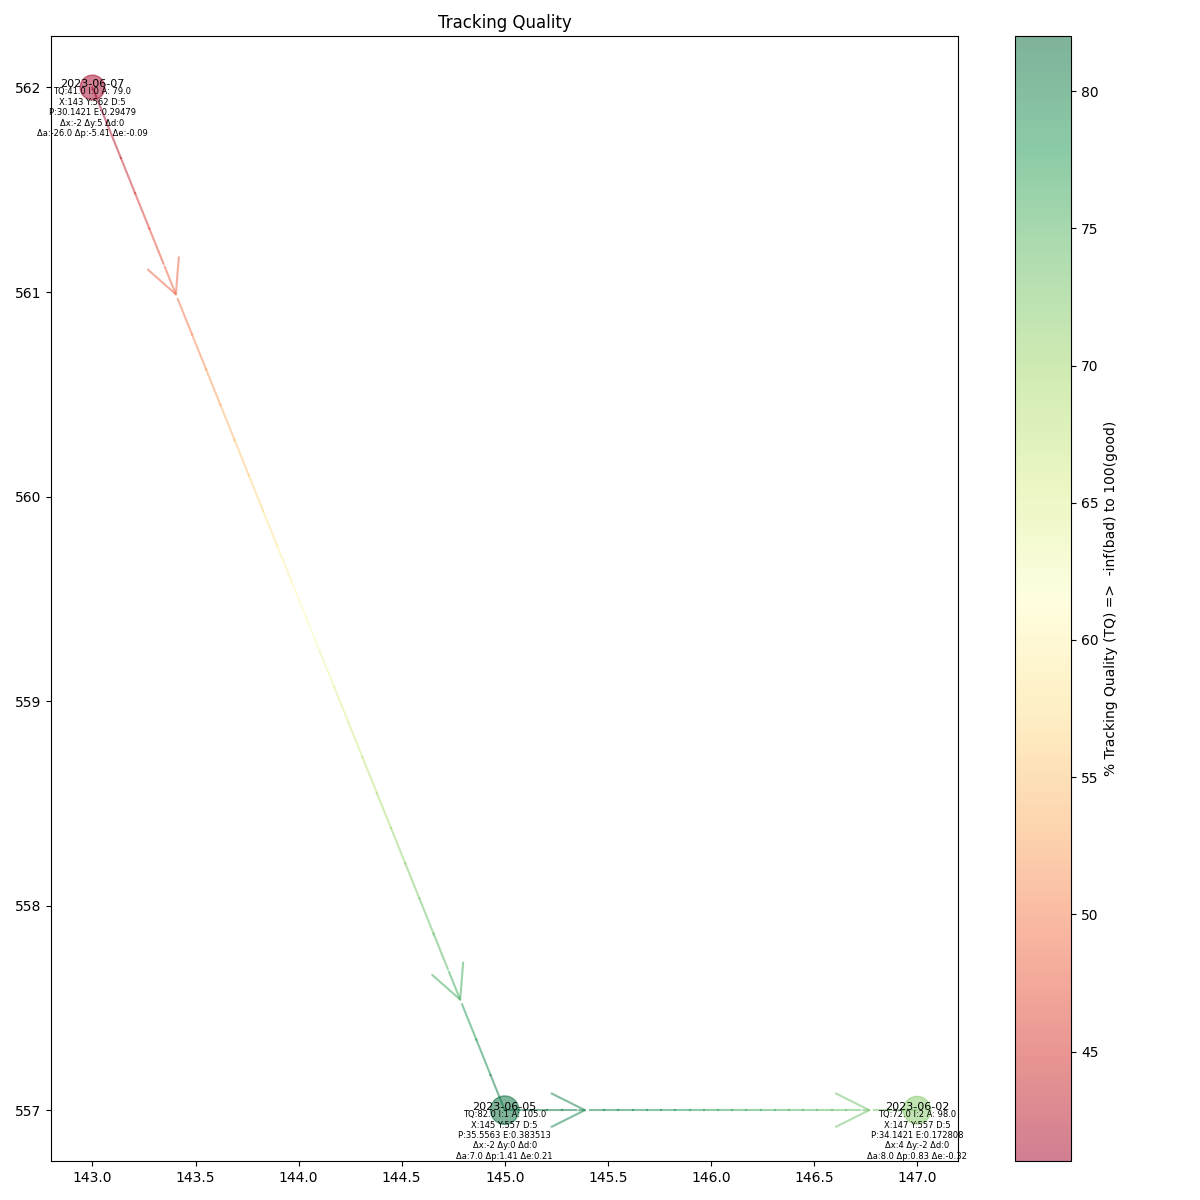 Tracking Quality
562
561
560
559
558
557
2023-06-07
TQ:41.0 I:0 A: 79.0
X:143 Y:562 D:5
P:30.1421 E:0.29479
Δx:-2 Δy:5 Δd:0
Δa:-26.0 Δp:-5.41 Δe:-0.09
2023-06-05
TQ:82.0 I:1 A: 105.0
X:145 Y:557 D:5
P:35.5563 E:0.383513
Δx:-2 Δy:0 Δd:0
Δa:7.0 Δp:1.41 Δe:0.21
2023-06-02
TQ:72.0 I:2 A: 98.0
X:147 Y:557 D:5
P:34.1421 E:0.172808
Δx:4 Δy:-2 Δd:0
Δa:8.0 Δp:0.83 Δe:-0.32
143.0 143.5 144.0 144.5 145.0 145.5 146.0 146.5 147.0
80
75
70
65
60
55
50
45
% Tracking Quality (TQ) => -inf(bad) to 100(good)